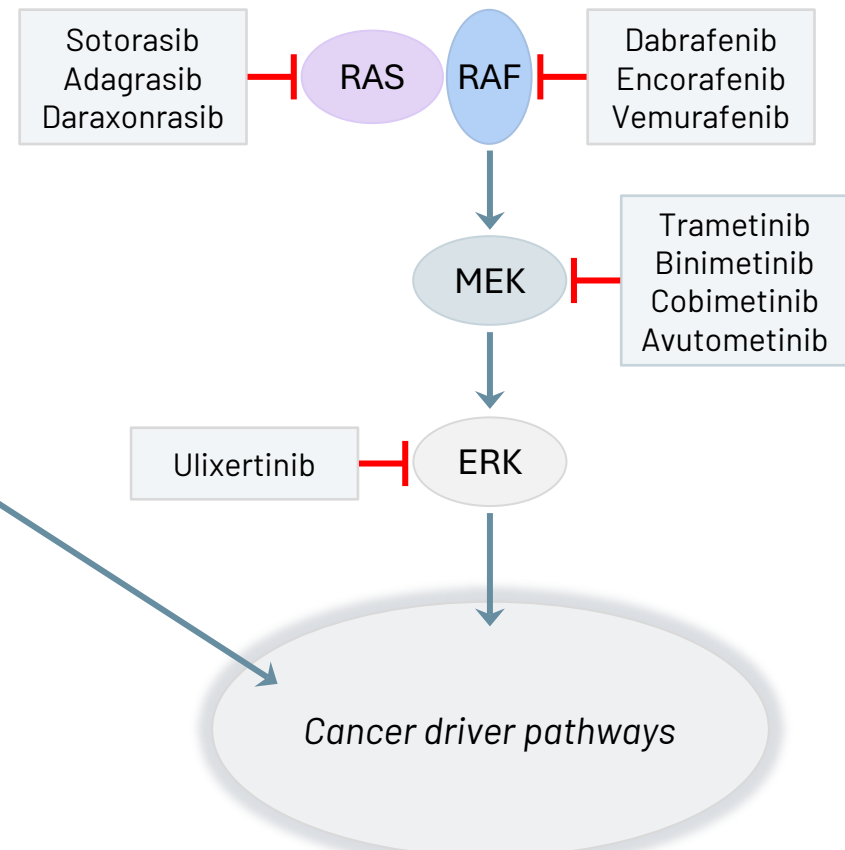 Sotorasib
Adagrasib
Daraxonrasib
RAS
RAF
Dabrafenib
Encorafenib
Vemurafenib
MEK
Trametinib
Binimetinib
Cobimetinib
Avutometinib
Ulixertinib
ERK
Cancer driver pathways